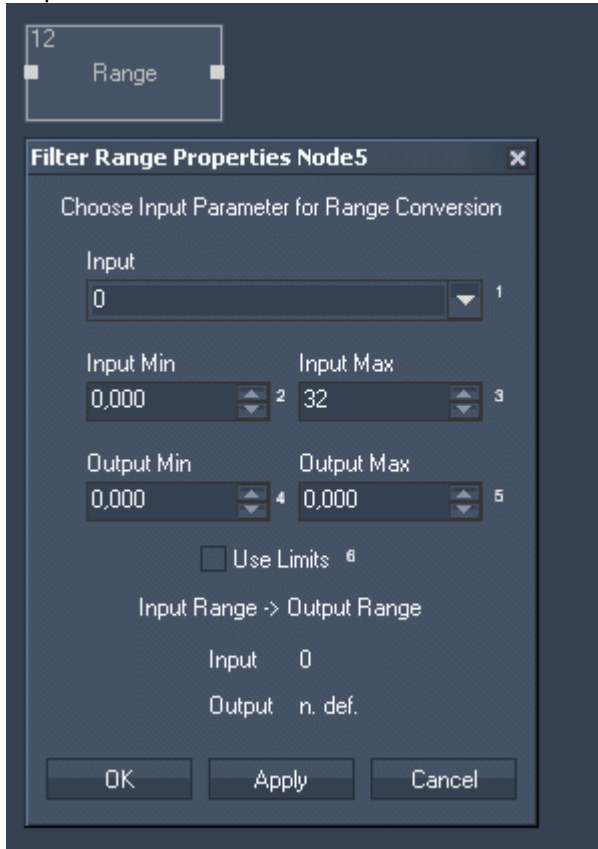 12
Range
Filter Range Properties Node5
Choose Input Parameter for Range Conversion
Input
0 1
Input Min Input Max
0,000 2 32 3
Output Min Output Max
0,000 4 0,000 5
Use Limits 6
Input Range -> Output Range
Input 0
Output n. def.
OK Apply Cancel